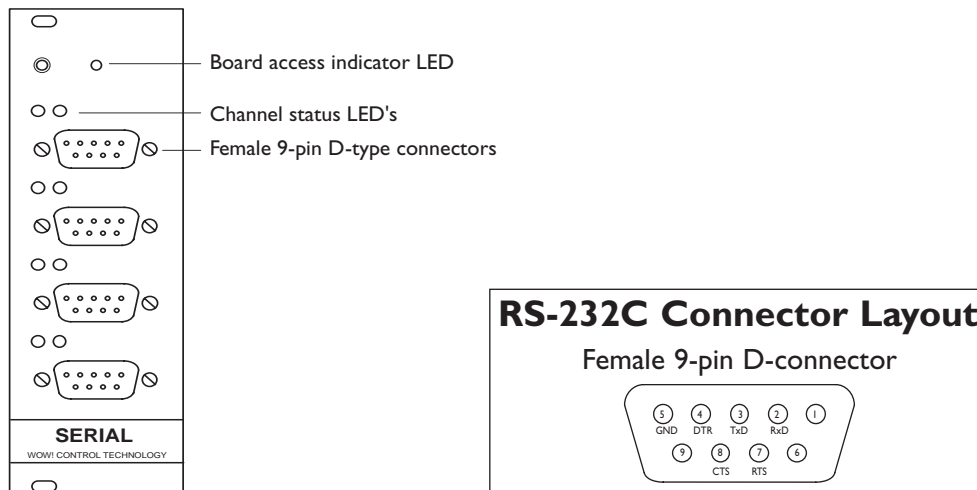 Board access indicator LED
Channel status LED's
Female 9-pin D-type connectors
SERIAL
WOW! CONTROL TECHNOLOGY
RS-232C Connector Layout
Female 9-pin D-connector
5 4 3 2 1
GND DTR TxD RxD
9 8 7 6
CTS RTS